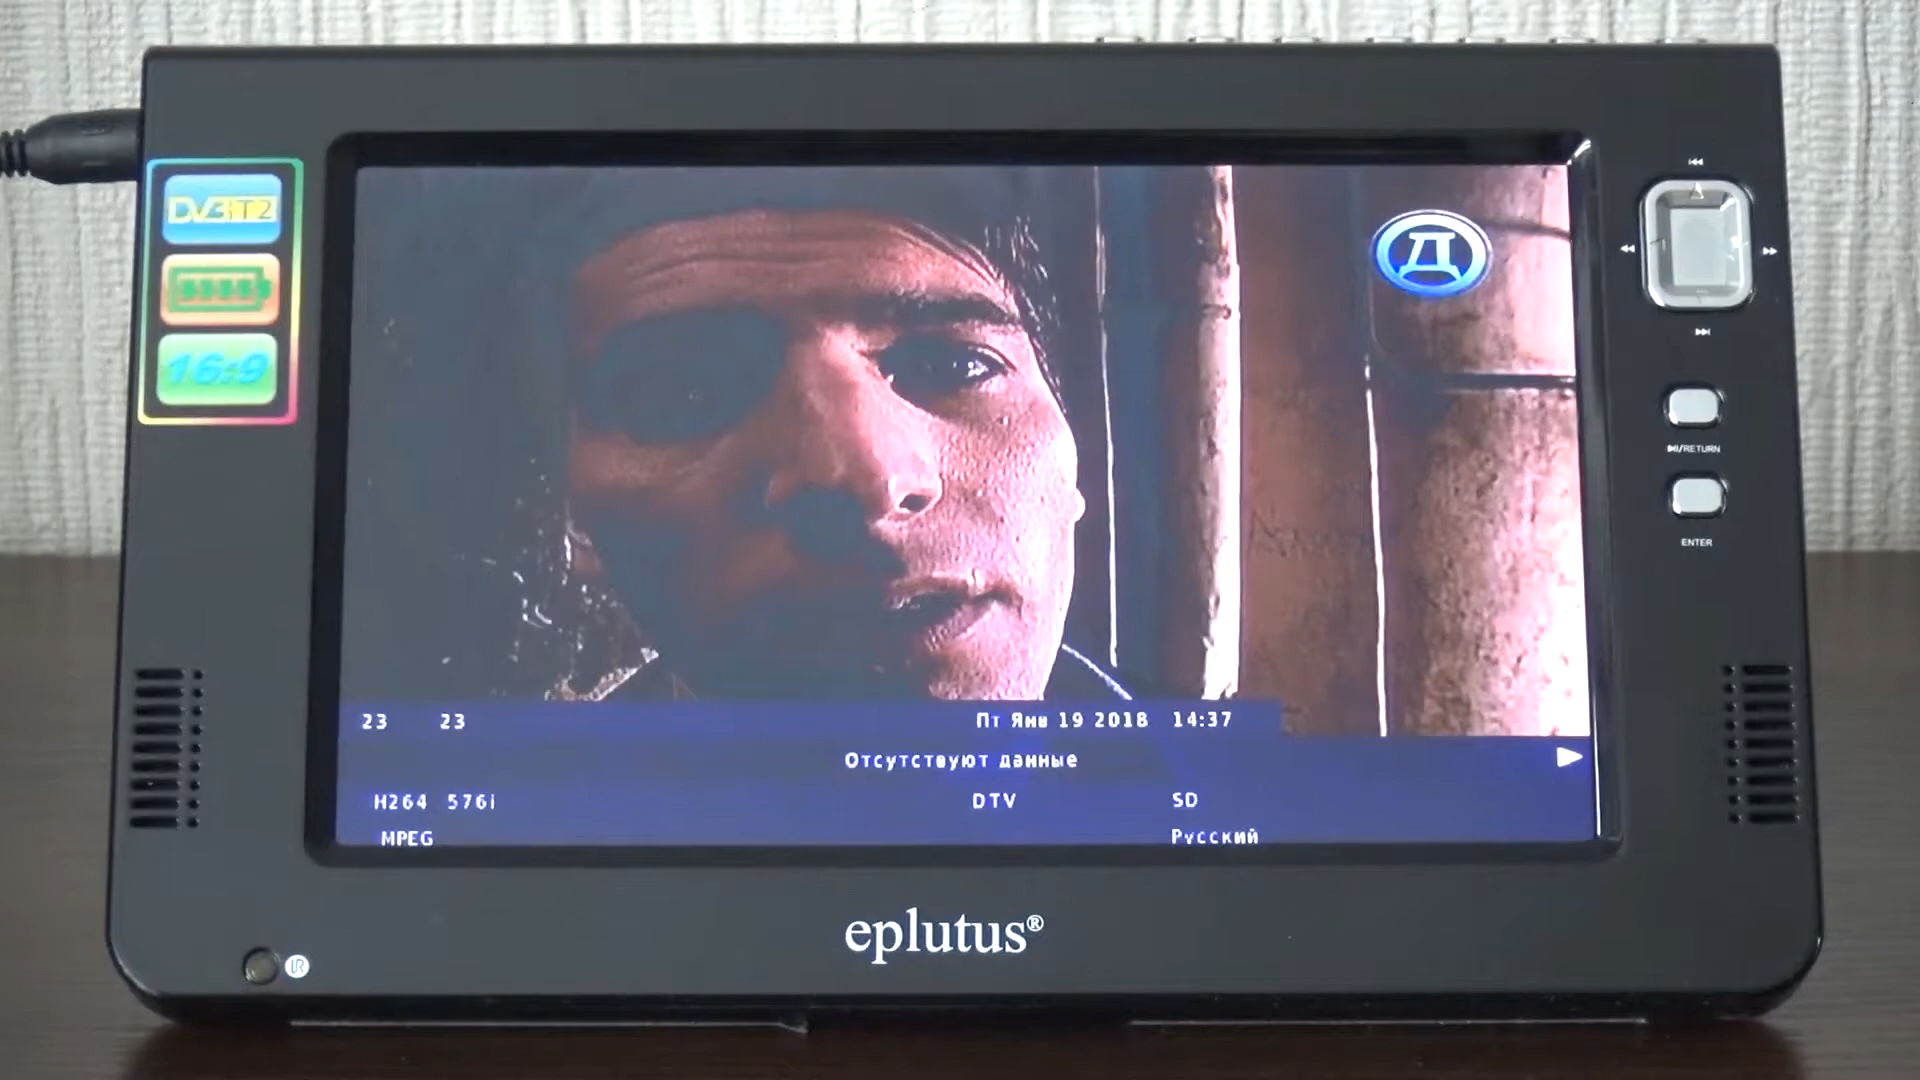 DVB T2
16:9
Д
▶II/RETURN
ENTER
23 23 Пт Янв 19 2018 14:37
Отсутствуют данные
H264 576i DTV SD
MPEG Русский
eplutus®
IR